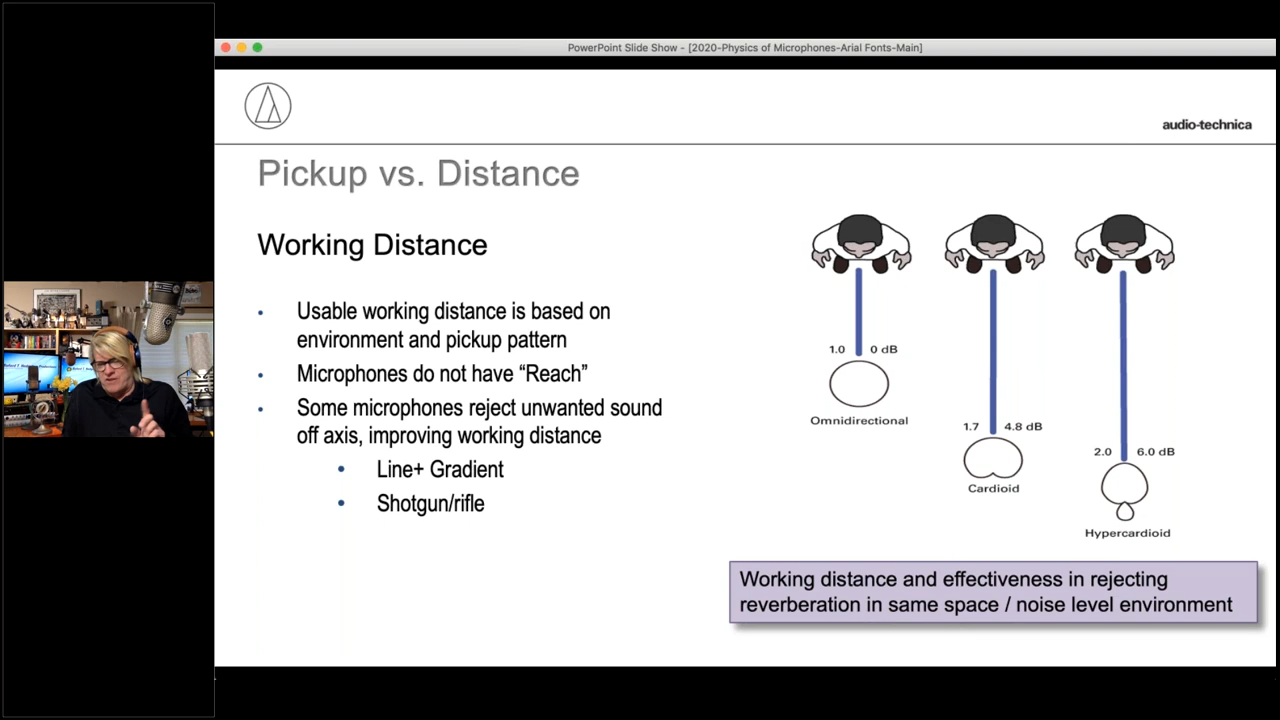 PowerPoint Slide Show - [2020-Physics of Microphones-Arial Fonts-Main]
audio-technica
Pickup vs. Distance
Working Distance
• Usable working distance is based on
environment and pickup pattern
• Microphones do not have “Reach”
• Some microphones reject unwanted sound
off axis, improving working distance
• Line+ Gradient
• Shotgun/rifle
1.0 0 dB
Omnidirectional
1.7 4.8 dB
Cardioid
2.0 6.0 dB
Hypercardioid
Working distance and effectiveness in rejecting
reverberation in same space / noise level environment